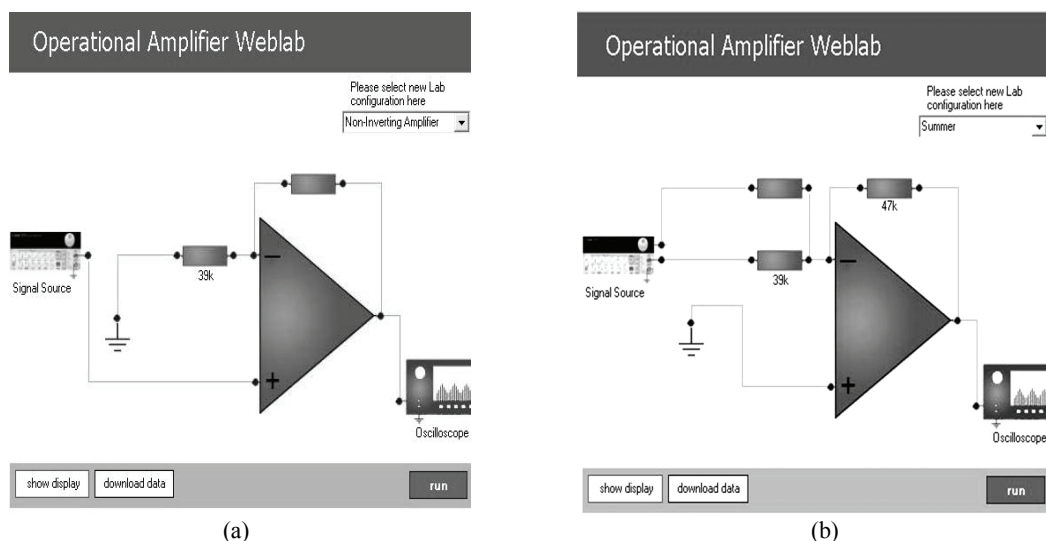 Operational Amplifier Weblab
Please select new Lab
configuration here
Non-Inverting Amplifier
39k
Signal Source
Oscilloscope
show display
download data
run
(a)
Operational Amplifier Weblab
Please select new Lab
configuration here
Summer
47k
39k
Signal Source
Oscilloscope
show display
download data
run
(b)